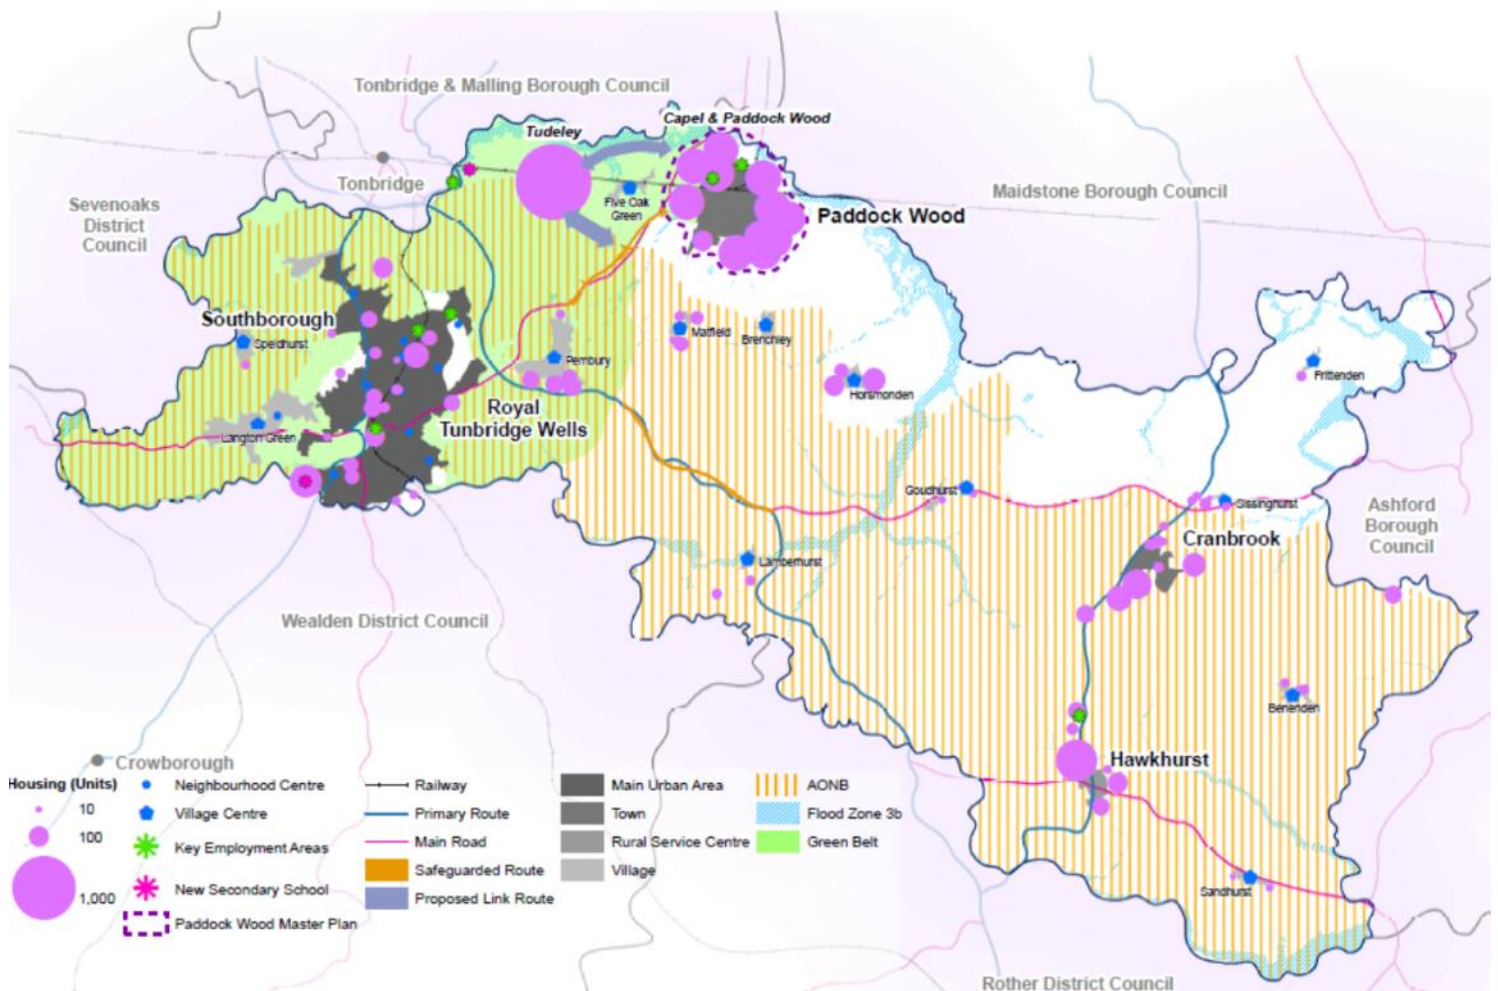 Tonbridge & Malling Borough Council
Tudeley
Capel & Paddock Wood
Tonbridge
Sevenoaks
District
Council
Five Oak
Green
Maidstone Borough Council
Paddock Wood
Southborough
Speldhurst
Matfield
Brenchley
Pembury
Frittenden
Horsmonden
Royal
Tunbridge Wells
Langton Green
Goudhurst
Sissinghurst
Ashford
Borough
Council
Cranbrook
Lamberhurst
Wealden District Council
Benenden
Hawkhurst
Crowborough
Sandhurst
Rother District Council
Housing (Units)
10
100
1,000
Neighbourhood Centre
Village Centre
Key Employment Areas
New Secondary School
Paddock Wood Master Plan
Railway
Primary Route
Main Road
Safeguarded Route
Proposed Link Route
Main Urban Area
Town
Rural Service Centre
Village
AONB
Flood Zone 3b
Green Belt